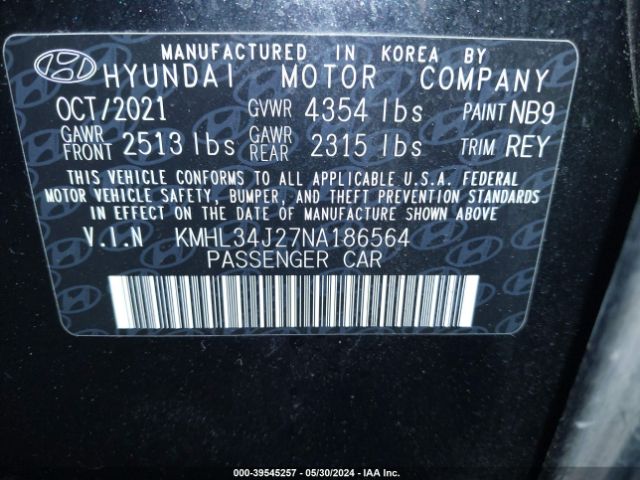 MANUFACTURED IN KOREA BY
HYUNDAI MOTOR COMPANY
OCT/2021 GVWR 4354 lbs PAINT NB9
GAWR FRONT 2513 lbs GAWR REAR 2315 lbs TRIM REY
THIS VEHICLE CONFORMS TO ALL APPLICABLE U.S.A. FEDERAL
MOTOR VEHICLE SAFETY, BUMPER, AND THEFT PREVENTION STANDARDS
IN EFFECT ON THE DATE OF MANUFACTURE SHOWN ABOVE
V.I.N KMHL34J27NA186564
PASSENGER CAR
000-39545257 - 05/30/2024 - IAA Inc.